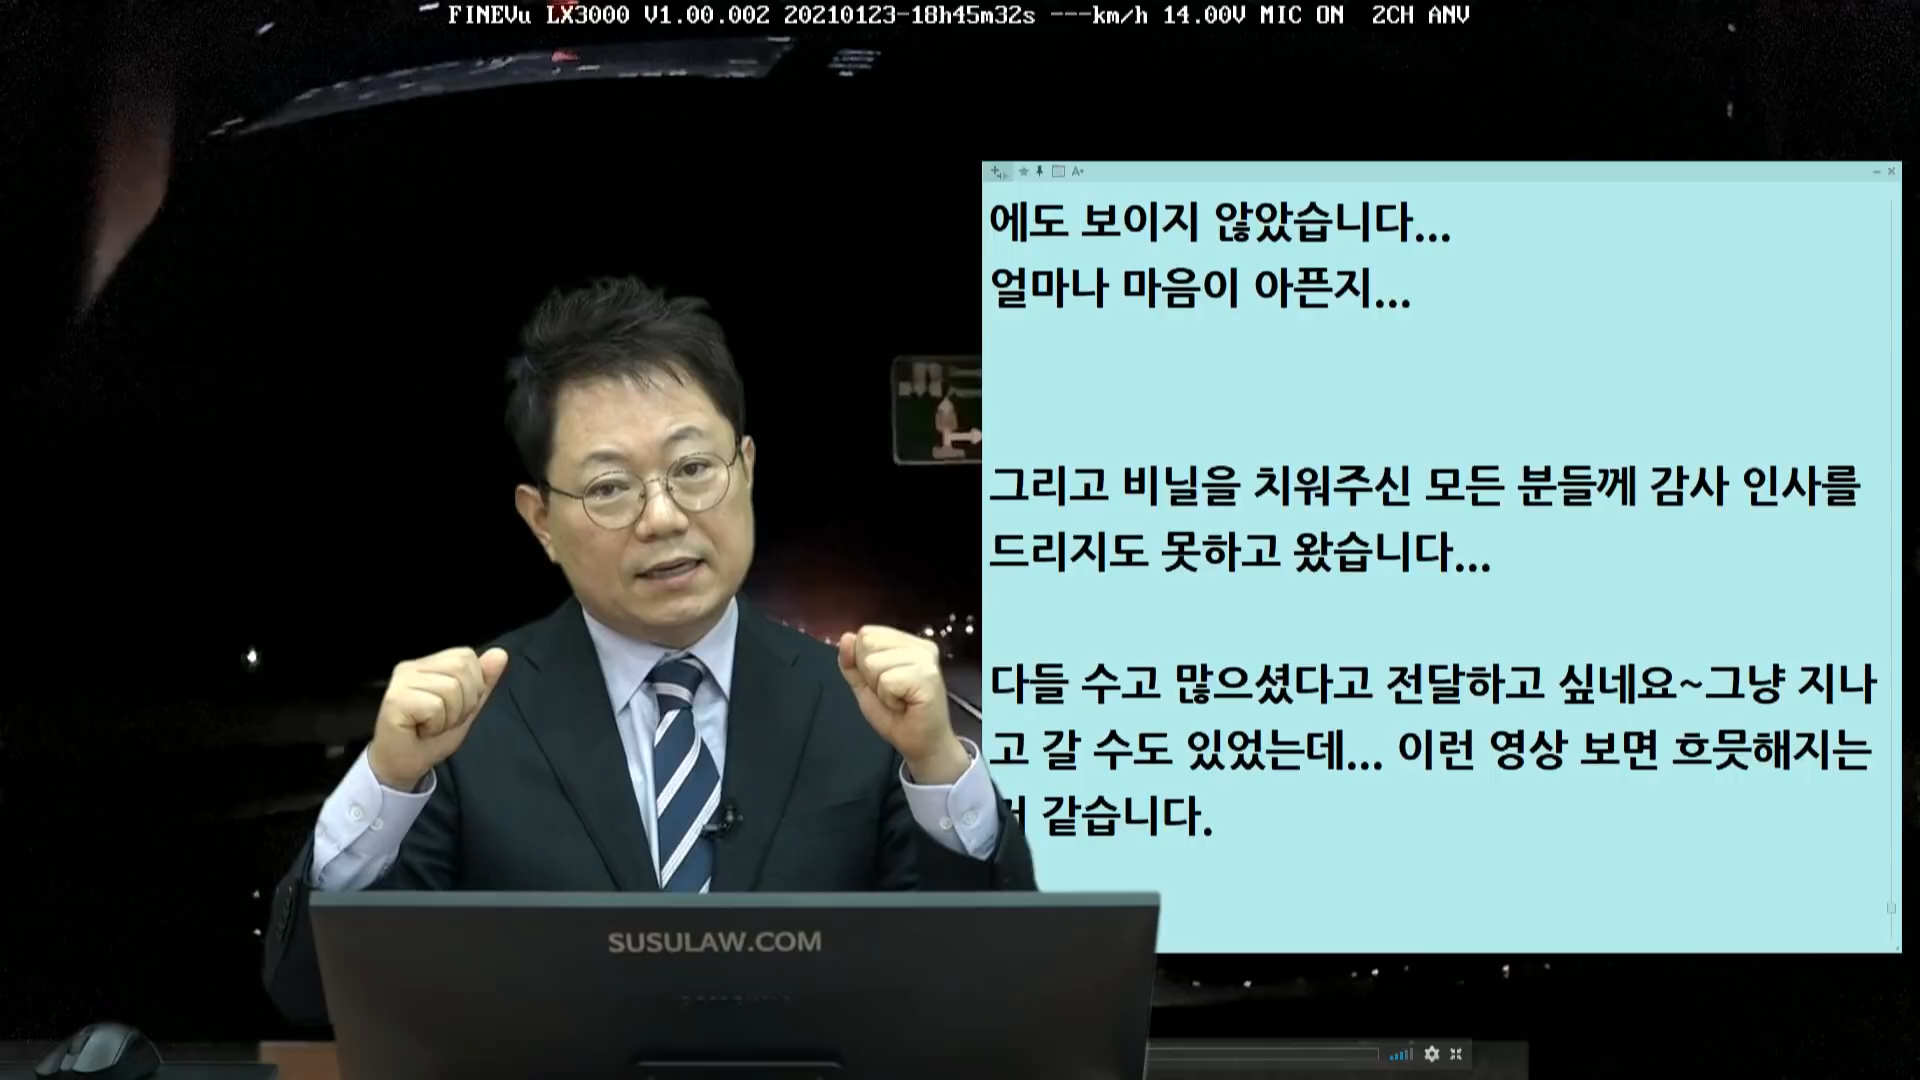 FINEVu LX3000 V1.00.002 20210123-18h45m32s ---km/h 14.00V MIC ON 2CH ANV
에도 보이지 않았습니다...
얼마나 마음이 아픈지...
그리고 비닐을 치워주신 모든 분들께 감사 인사를
드리지도 못하고 왔습니다...
다들 수고 많으셨다고 전달하고 싶네요~그냥 지나
고 갈 수도 있었는데... 이런 영상 보면 흐뭇해지는
같습니다.
SUSULAW.COM